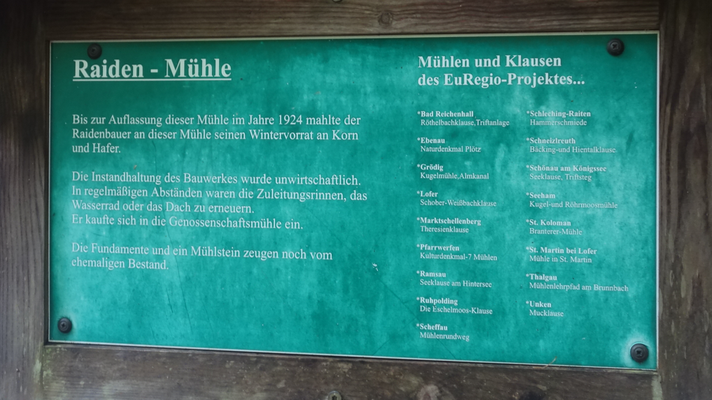 Raiden - Mühle
Bis zur Auflassung dieser Mühle im Jahre 1924 mahlte der
Raidenbauer an dieser Mühle seinen Wintervorrat an Korn
und Hafer.
Die Instandhaltung des Bauwerkes wurde unwirtschaftlich.
In regelmäßigen Abständen waren die Zuleitungsrinnen, das
Wasserrad oder das Dach zu erneuern.
Er kaufte sich in die Genossenschaftsmühle ein.
Die Fundamente und ein Mühlstein zeugen noch vom
ehemaligen Bestand.
Mühlen und Klausen
des EuRegio-Projektes...
*Bad Reichenhall
Röthelbachklause,Triftanlage
*Ebenau
Naturdenkmal Plötz
*Grödig
Kugelmühle,Almkanal
*Lofer
Schober-Weißbachklause
*Marktschellenberg
Theresenklause
*Pfarrwerfen
Kulturdenkmal-7 Mühlen
*Ramsau
Seeklause am Hintersee
*Ruhpolding
Die Eschelmoos-Klause
*Scheffau
Mühlenrundweg
*Schleching-Raiten
Hammerschmiede
*Schneizlreuth
Bäcking-und Hientalklause
*Schönau am Königssee
Seeklause, Triftsteg
*Seeham
Kugel-und Röhrmoosmühle
*St. Koloman
Branterer-Mühle
*St. Martin bei Lofer
Mühle in St. Martin
*Thalgau
Mühlenlehrpfad am Brunnbach
*Unken
Mucklause